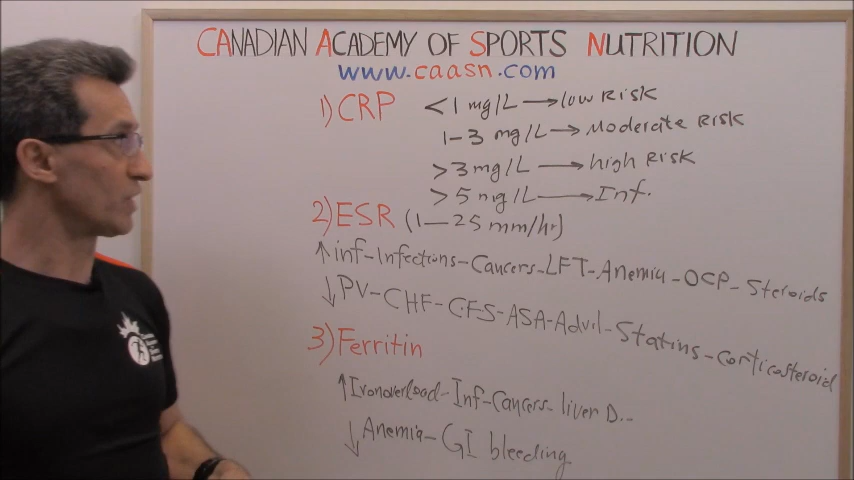 CANADIAN ACADEMY OF SPORTS NUTRITION
www.caasn.com
1) CRP <1 mg/L → low Risk
1-3 mg/L → Moderate Risk
>3 mg/L → high Risk
>5 mg/L → Inf.
2) ESR (1-25 mm/hr)
↑ inf-Infections-Cancers-LFT-Anemia-OCP-Steroids
↓ PV-CHF-CFS-ASA-Advil-Statins-corticosteroid
3) Ferritin
↑ Iron overload-Inf-Cancers-liver D...
↓ Anemia-GI bleeding